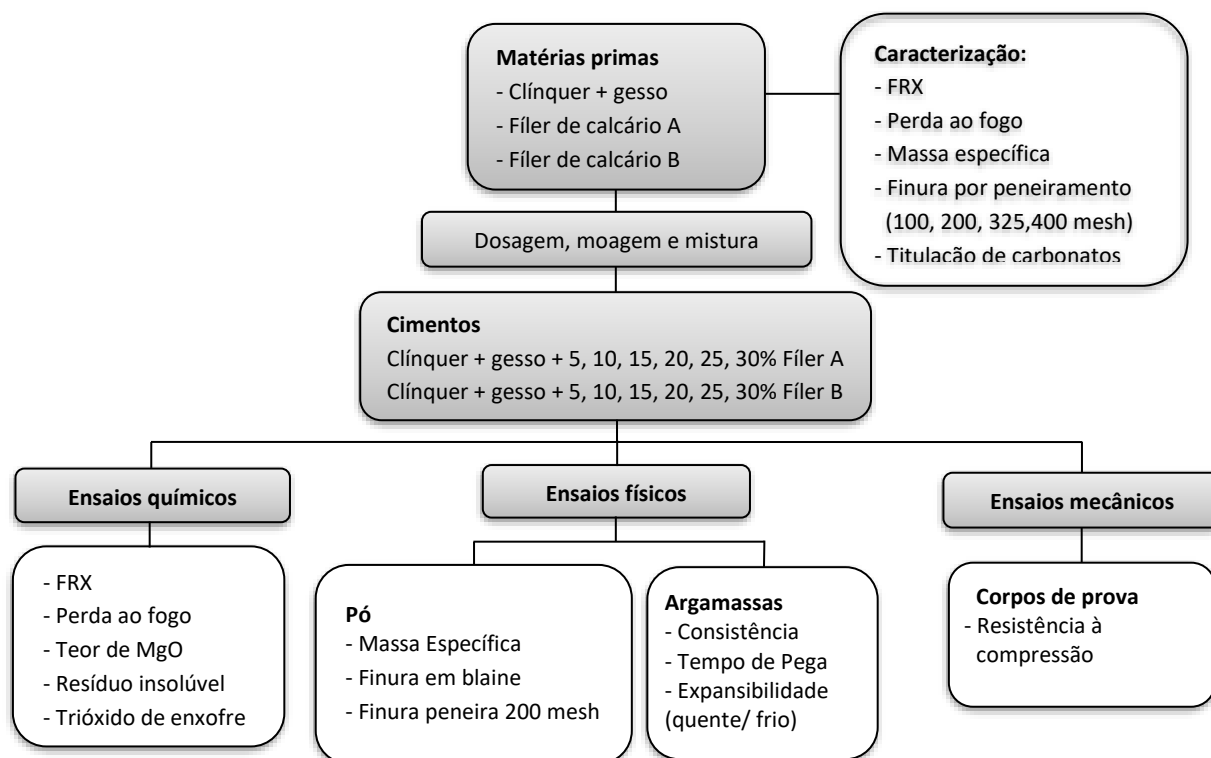 Matérias primas
- Clínquer + gesso
- Fíler de calcário A
- Fíler de calcário B
Caracterização:
- FRX
- Perda ao fogo
- Massa específica
- Finura por peneiramento
(100, 200, 325,400 mesh)
- Titulação de carbonatos
Dosagem, moagem e mistura
Cimentos
Clínquer + gesso + 5, 10, 15, 20, 25, 30% Fíler A
Clínquer + gesso + 5, 10, 15, 20, 25, 30% Fíler B
Ensaios químicos
- FRX
- Perda ao fogo
- Teor de MgO
- Resíduo insolúvel
- Trióxido de enxofre
Ensaios físicos
Pó
- Massa Específica
- Finura em blaine
- Finura peneira 200 mesh
Argamassas
- Consistência
- Tempo de Pega
- Expansibilidade
(quente/ frio)
Ensaios mecânicos
Corpos de prova
- Resistência à
compressão